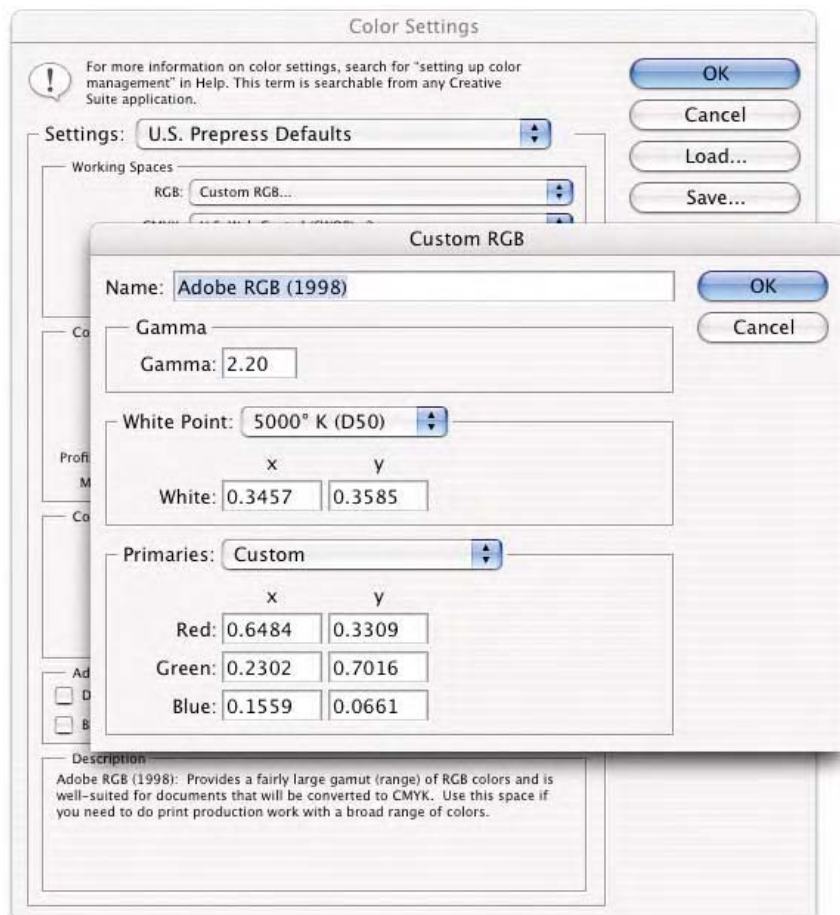 Color Settings
For more information on color settings, search for "setting up color
management" in Help. This term is searchable from any Creative
Suite application.
OK
Cancel
Load...
Save...
Settings: U.S. Prepress Defaults
Working Spaces
RGB: Custom RGB...
Custom RGB
Name: Adobe RGB (1998)
OK
Cancel
Gamma
Gamma: 2.20
White Point: 5000° K (D50)
x y
White: 0.3457 0.3585
Primaries: Custom
x y
Red: 0.6484 0.3309
Green: 0.2302 0.7016
Blue: 0.1559 0.0661
Co
Profi
M
Co
Ad
D
B
Description
Adobe RGB (1998): Provides a fairly large gamut (range) of RGB colors and is
well-suited for documents that will be converted to CMYK. Use this space if
you need to do print production work with a broad range of colors.